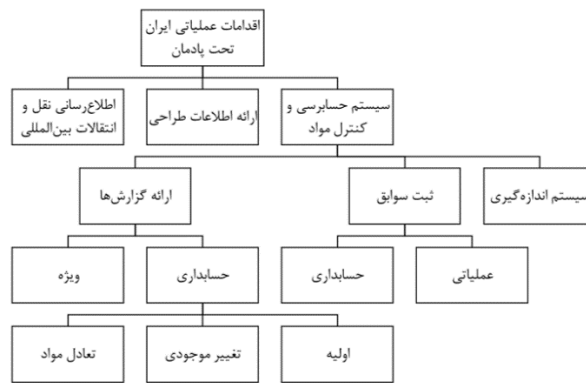 اقدامات عملیاتی ایران
تحت پادمان
سیستم حسابرسی و
کنترل مواد
ارائه اطلاعات طراحی
اطلاع‌رسانی نقل و
انتقالات بین‌المللی
سیستم اندازه‌گیری
ثبت سوابق
ارائه گزارش‌ها
عملیاتی
حسابداری
حسابداری
ویژه
اولیه
تغییر موجودی
تعادل مواد